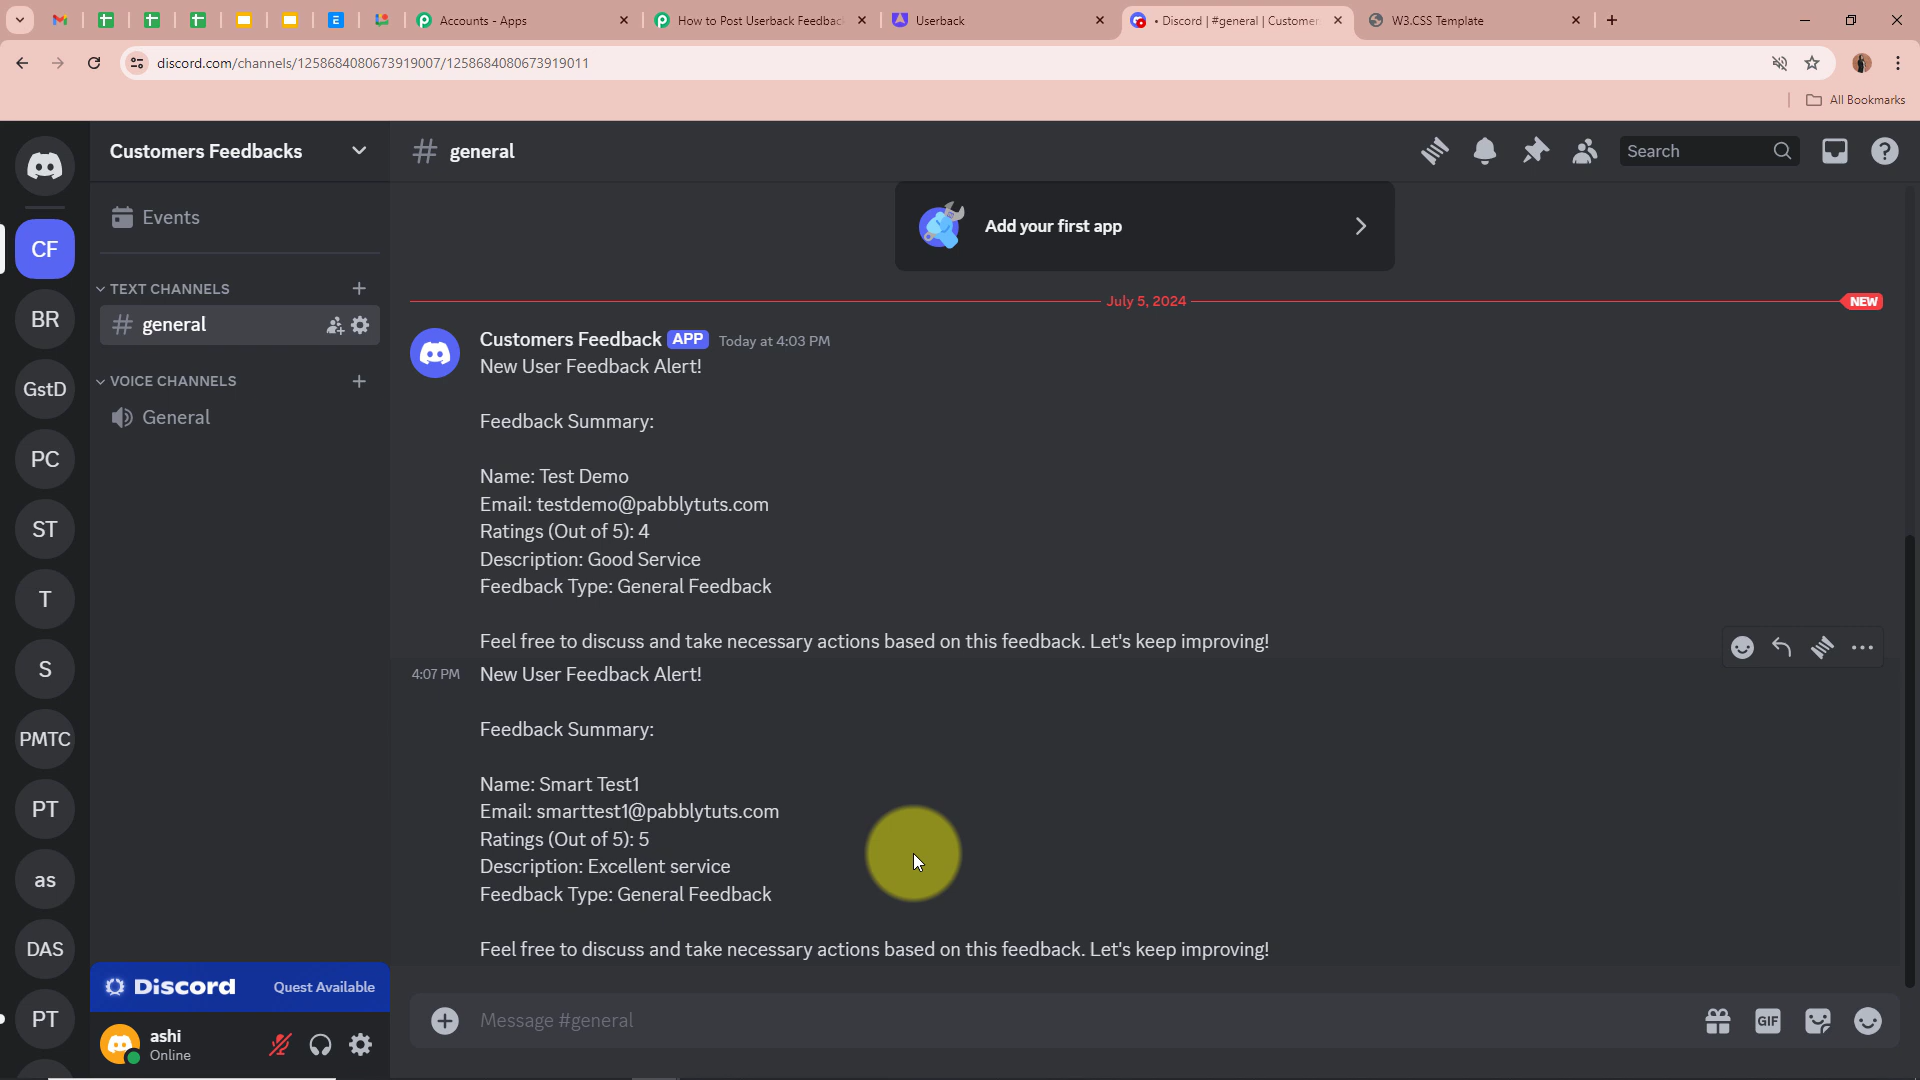 Accounts - Apps
How to Post Userback Feedbac
Userback
• Discord | #general | Customer
W3.CSS Template
discord.com/channels/1258684080673919007/1258684080673919011
All Bookmarks
Customers Feedbacks
# general
Search
CF
BR
GstD
PC
ST
T
S
PMTC
PT
as
DAS
PT
Events
TEXT CHANNELS
general
VOICE CHANNELS
General
Add your first app
July 5, 2024
NEW
Customers Feedback APP Today at 4:03 PM
New User Feedback Alert!
Feedback Summary:
Name: Test Demo
Email: testdemo@pabblytuts.com
Ratings (Out of 5): 4
Description: Good Service
Feedback Type: General Feedback
Feel free to discuss and take necessary actions based on this feedback. Let's keep improving!
4:07 PM New User Feedback Alert!
Feedback Summary:
Name: Smart Test1
Email: smarttest1@pabblytuts.com
Ratings (Out of 5): 5
Description: Excellent service
Feedback Type: General Feedback
Feel free to discuss and take necessary actions based on this feedback. Let's keep improving!
Discord Quest Available
ashi
Online
Message #general
GIF